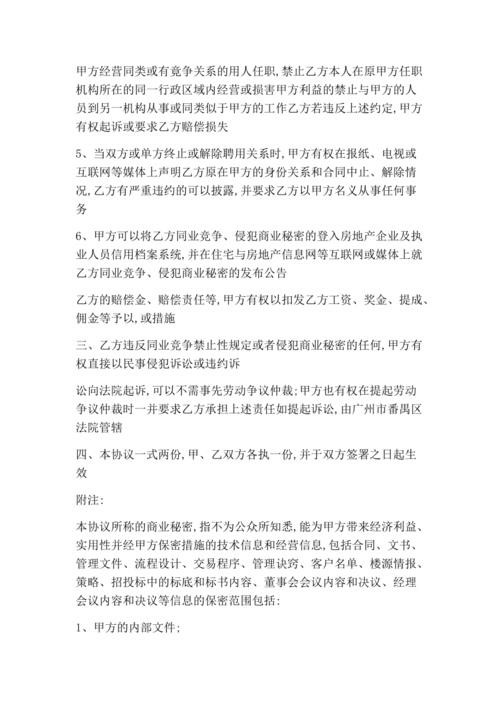 甲方经营同类或有竟争关系的用人任职,禁止乙方本人在原甲方任职
机构所在的同一行政区域内经营或损害甲方利益的禁止与甲方的人
员到另一机构从事或同类似于甲方的工作乙方若违反上述约定,甲方
有权起诉或要求乙方赔偿损失
5、当双方或单方终止或解除聘用关系时,甲方有权在报纸、电视或
互联网等媒体上声明乙方原在甲方的身份关系和合同中止、解除情
况,乙方有严重违约的可以披露,并要求乙方以甲方名义从事任何事
务
6、甲方可以将乙方同业竞争、侵犯商业秘密的登入房地产企业及执
业人员信用档案系统,并在住宅与房地产信息网等互联网或媒体上就
乙方同业竞争、侵犯商业秘密的发布公告
乙方的赔偿金、赔偿责任等,甲方有权以扣发乙方工资、奖金、提成、
佣金等予以,或措施
三、乙方违反同业竞争禁止性规定或者侵犯商业秘密的任何,甲方有
权直接以民事侵犯诉讼或违约诉
讼向法院起诉,可以不需事先劳动争议仲裁;甲方也有权在提起劳动
争议仲裁时一并要求乙方承担上述责任如提起诉讼,由广州市番禺区
法院管辖
四、本协议一式两份,甲、乙双方各执一份,并于双方签署之日起生
效
附注:
本协议所称的商业秘密,指不为公众所知悉,能为甲方带来经济利益、
实用性并经甲方保密措施的技术信息和经营信息,包括合同、文书、
管理文件、流程设计、交易程序、管理诀窍、客户名单、楼源情报、
策略、招投标中的标底和标书内容、董事会会议内容和决议、经理
会议内容和决议等信息的保密范围包括:
1、甲方的内部文件;